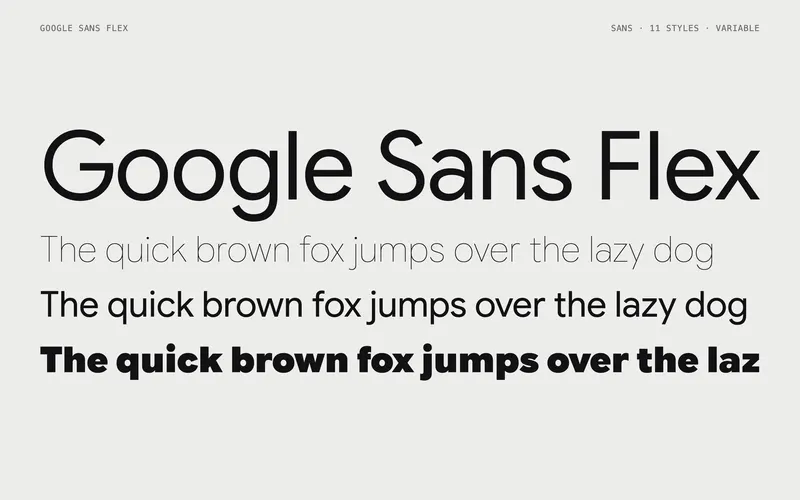 GOOGLE SANS FLEX
SANS · 11 STYLES · VARIABLE
Google Sans Flex
The quick brown fox jumps over the lazy dog
The quick brown fox jumps over the lazy dog
The quick brown fox jumps over the laz